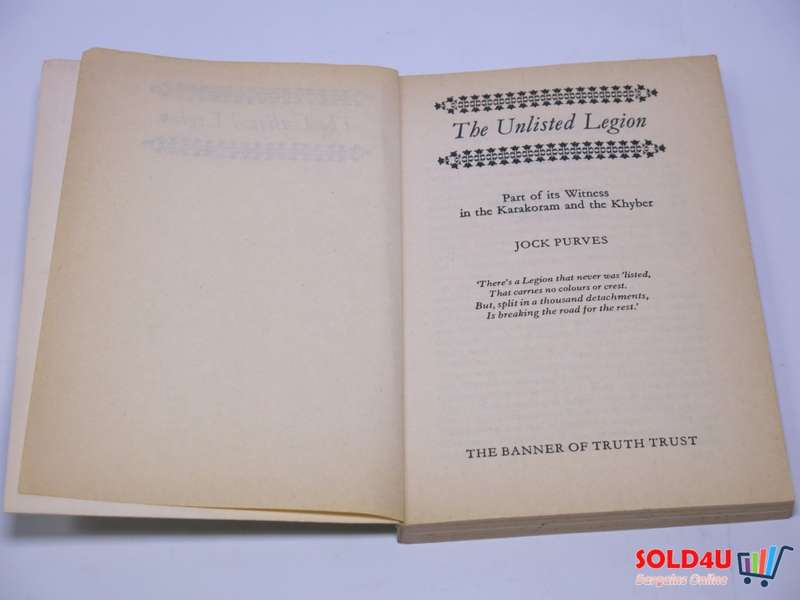 The Unlisted Legion
Part of its Witness
in the Karakoram and the Khyber
JOCK PURVES
'There's a Legion that never was 'listed,
That carries no colours or crest.
But, split in a thousand detachments,
Is breaking the road for the rest.'
THE BANNER OF TRUTH TRUST
SOLD4U
Bargains Online